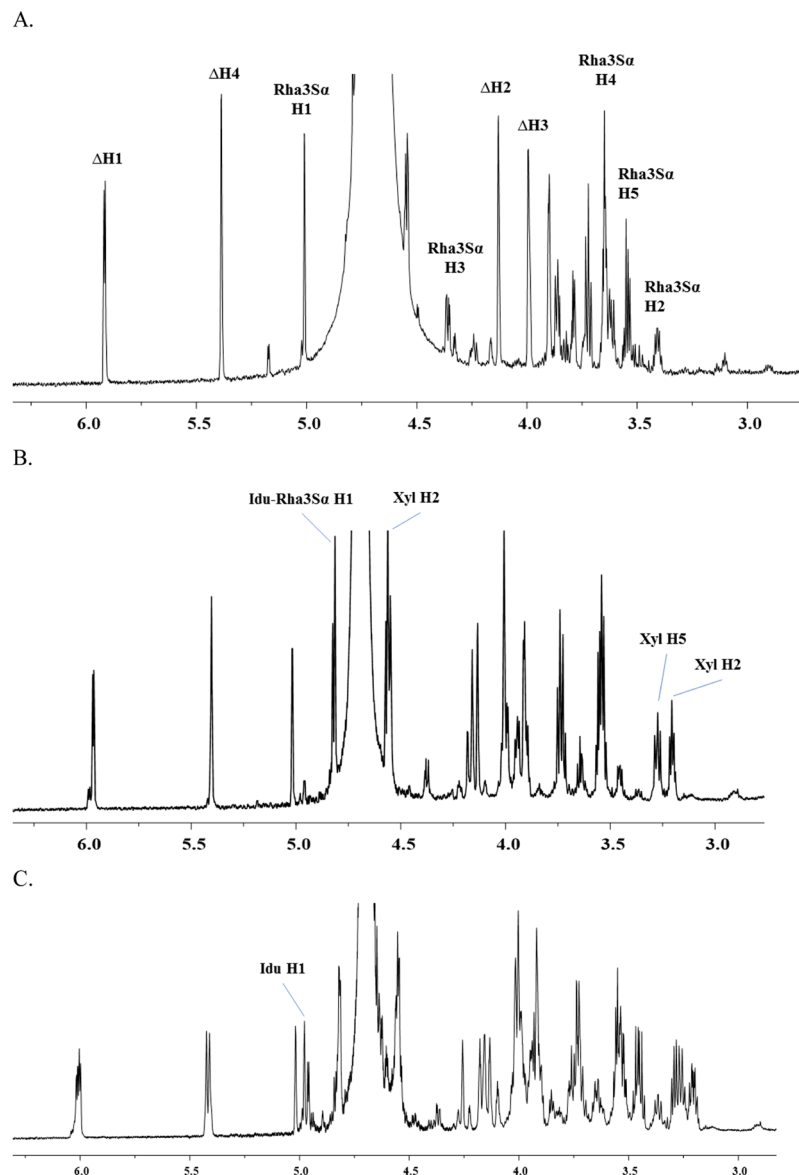 A.
ΔH1
ΔH4
Rha3Sα
H1
Rha3Sα
H3
ΔH2
ΔH3
Rha3Sα
H4
Rha3Sα
H5
Rha3Sα
H2
6.0 5.5 5.0 4.5 4.0 3.5 3.0
B.
Idu-Rha3Sα H1
Xyl H2
Xyl H5
Xyl H2
6.0 5.0 4.5 4.0 3.5 3.0
C.
Idu H1
6.0 5.5 5.0 4.5 4.0 3.5 3.0